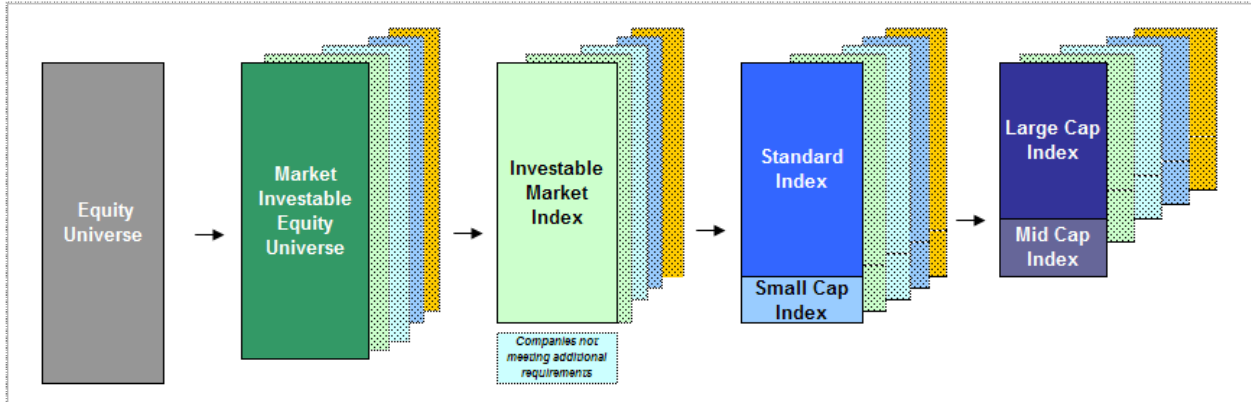 Equity
Universe
Market
Investable
Equity
Universe
Investable
Market
Index
Companies not
meeting additional
requirements
Standard
Index
Small Cap
Index
Large Cap
Index
Mid Cap
Index